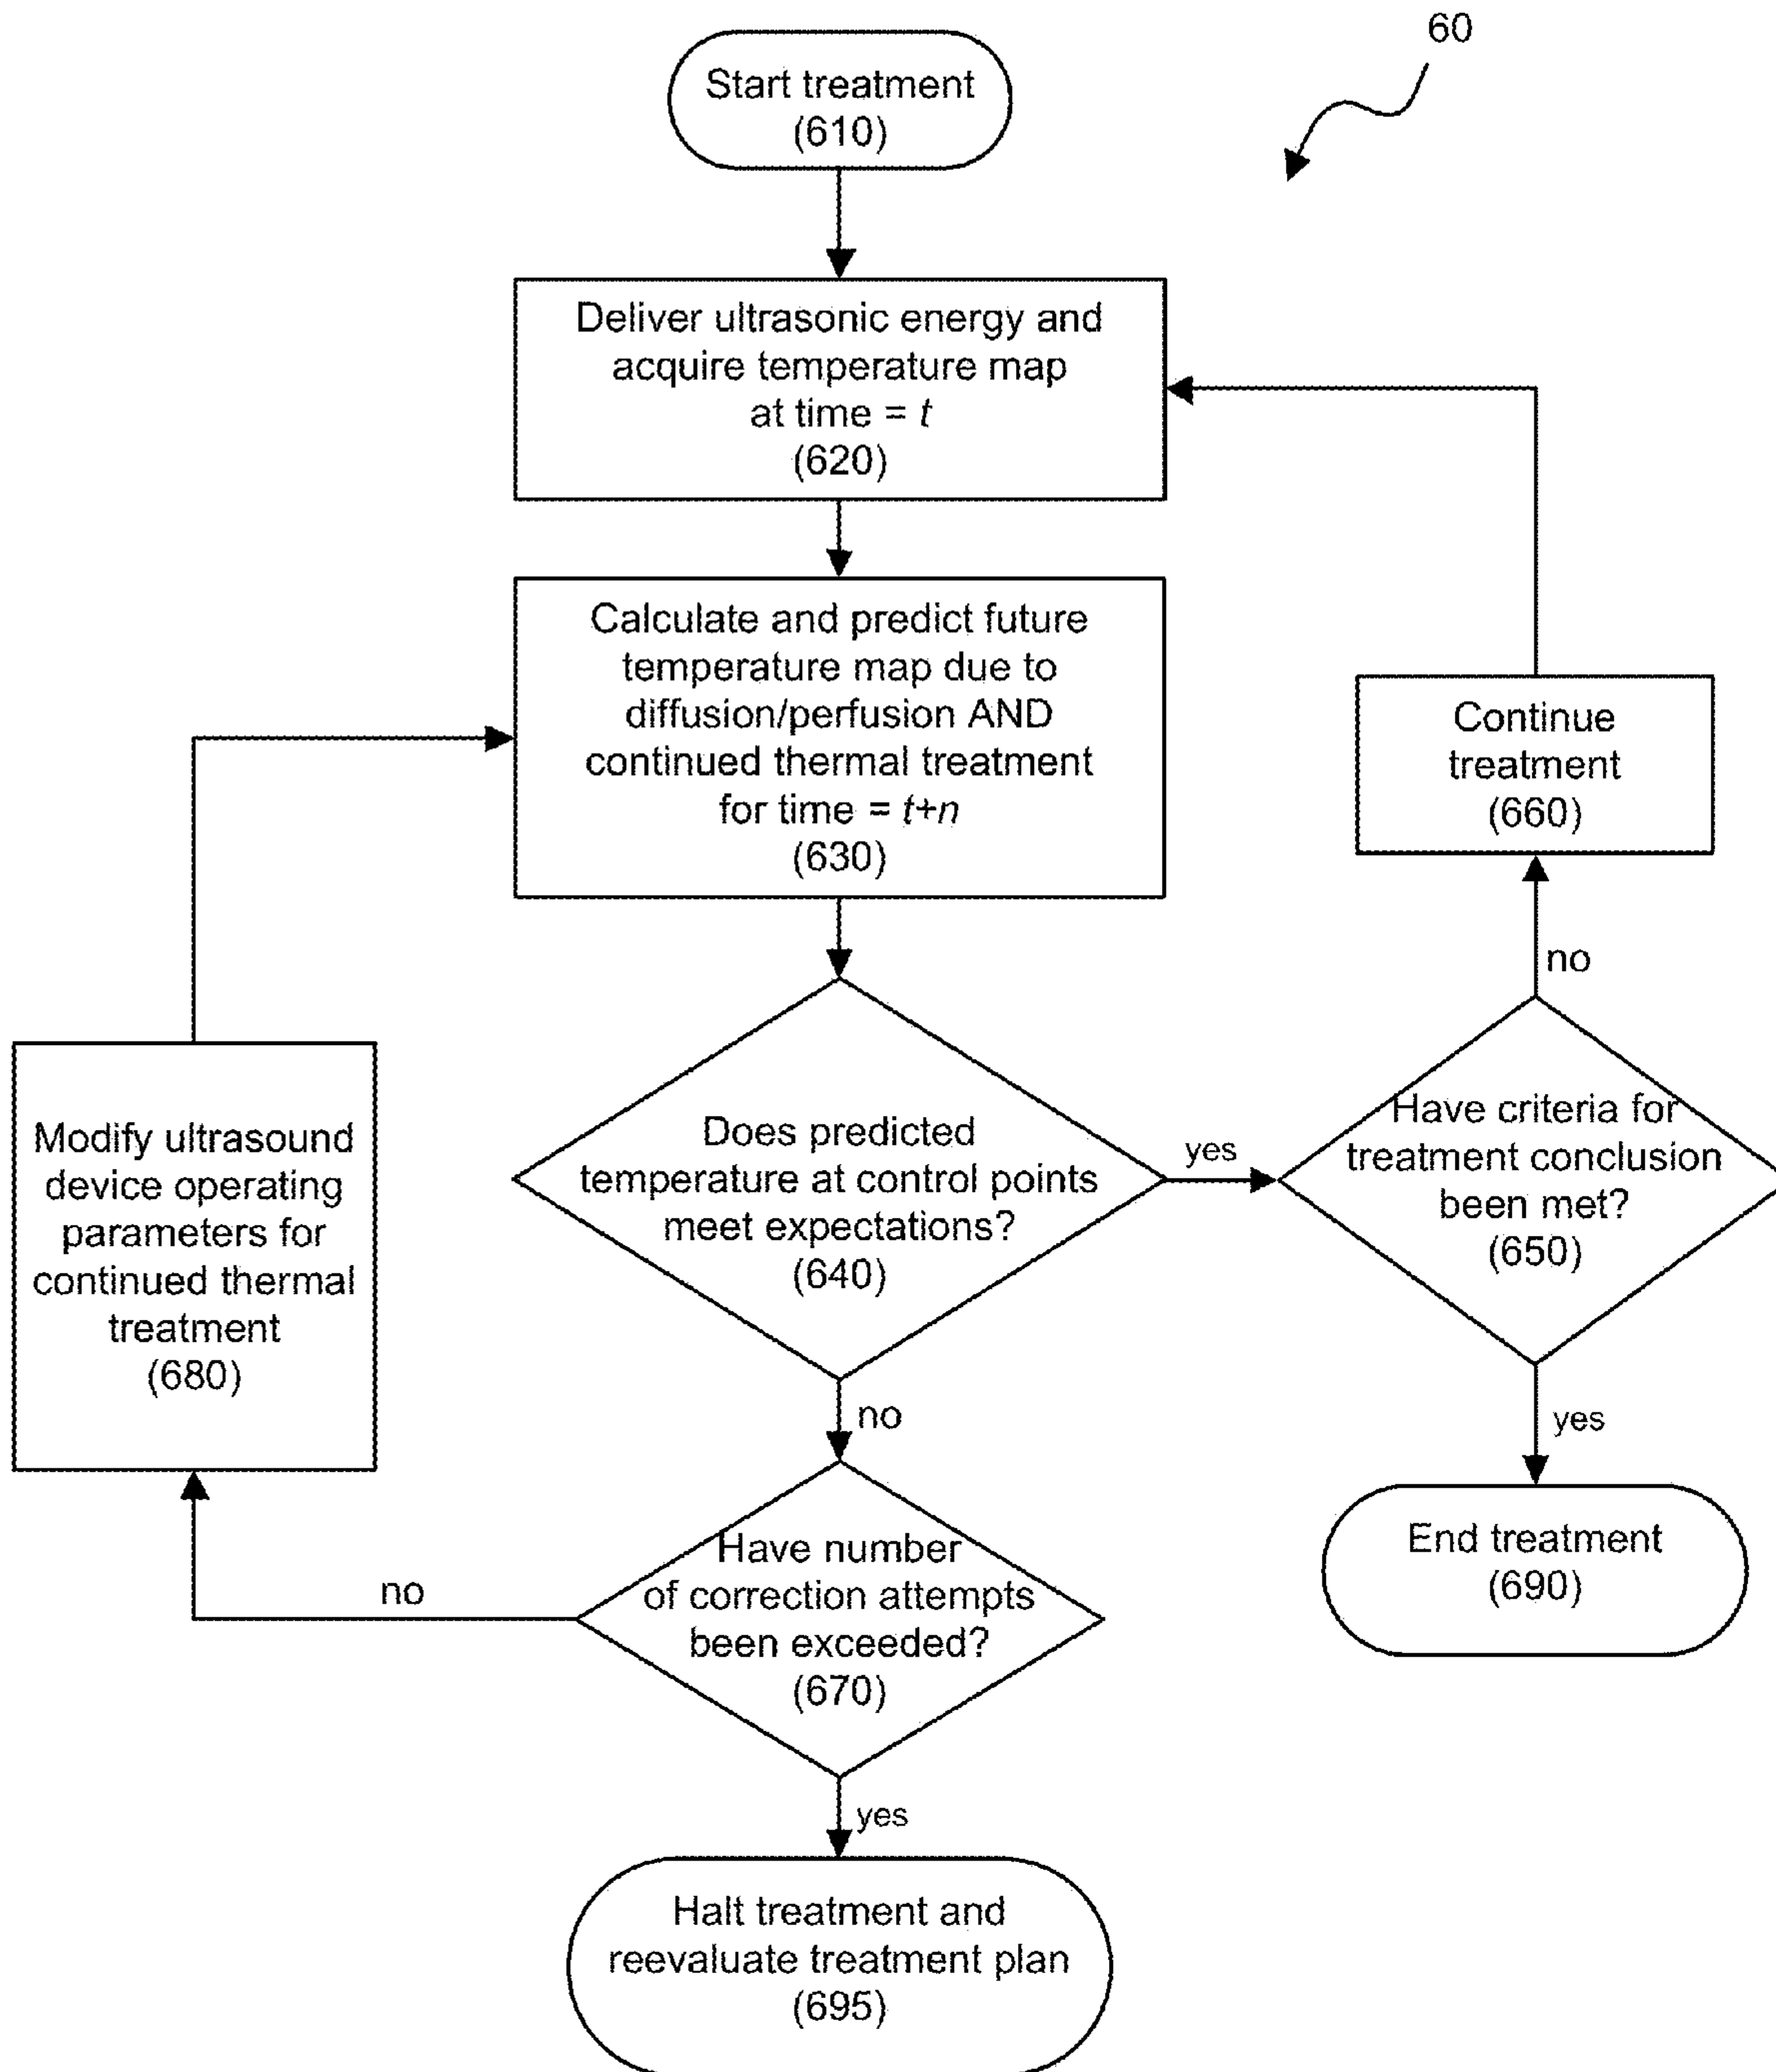 60
Start treatment
(610)
Deliver ultrasonic energy and
acquire temperature map
at time = t
(620)
Calculate and predict future
temperature map due to
diffusion/perfusion AND
continued thermal treatment
for time = t+n
(630)
Continue
treatment
(660)
no
Does predicted
temperature at control points
meet expectations?
(640)
yes
Have criteria for
treatment conclusion
been met?
(650)
Modify ultrasound
device operating
parameters for
continued thermal
treatment
(680)
no
yes
End treatment
(690)
Have number
of correction attempts
been exceeded?
(670)
no
yes
Halt treatment and
reevaluate treatment plan
(695)